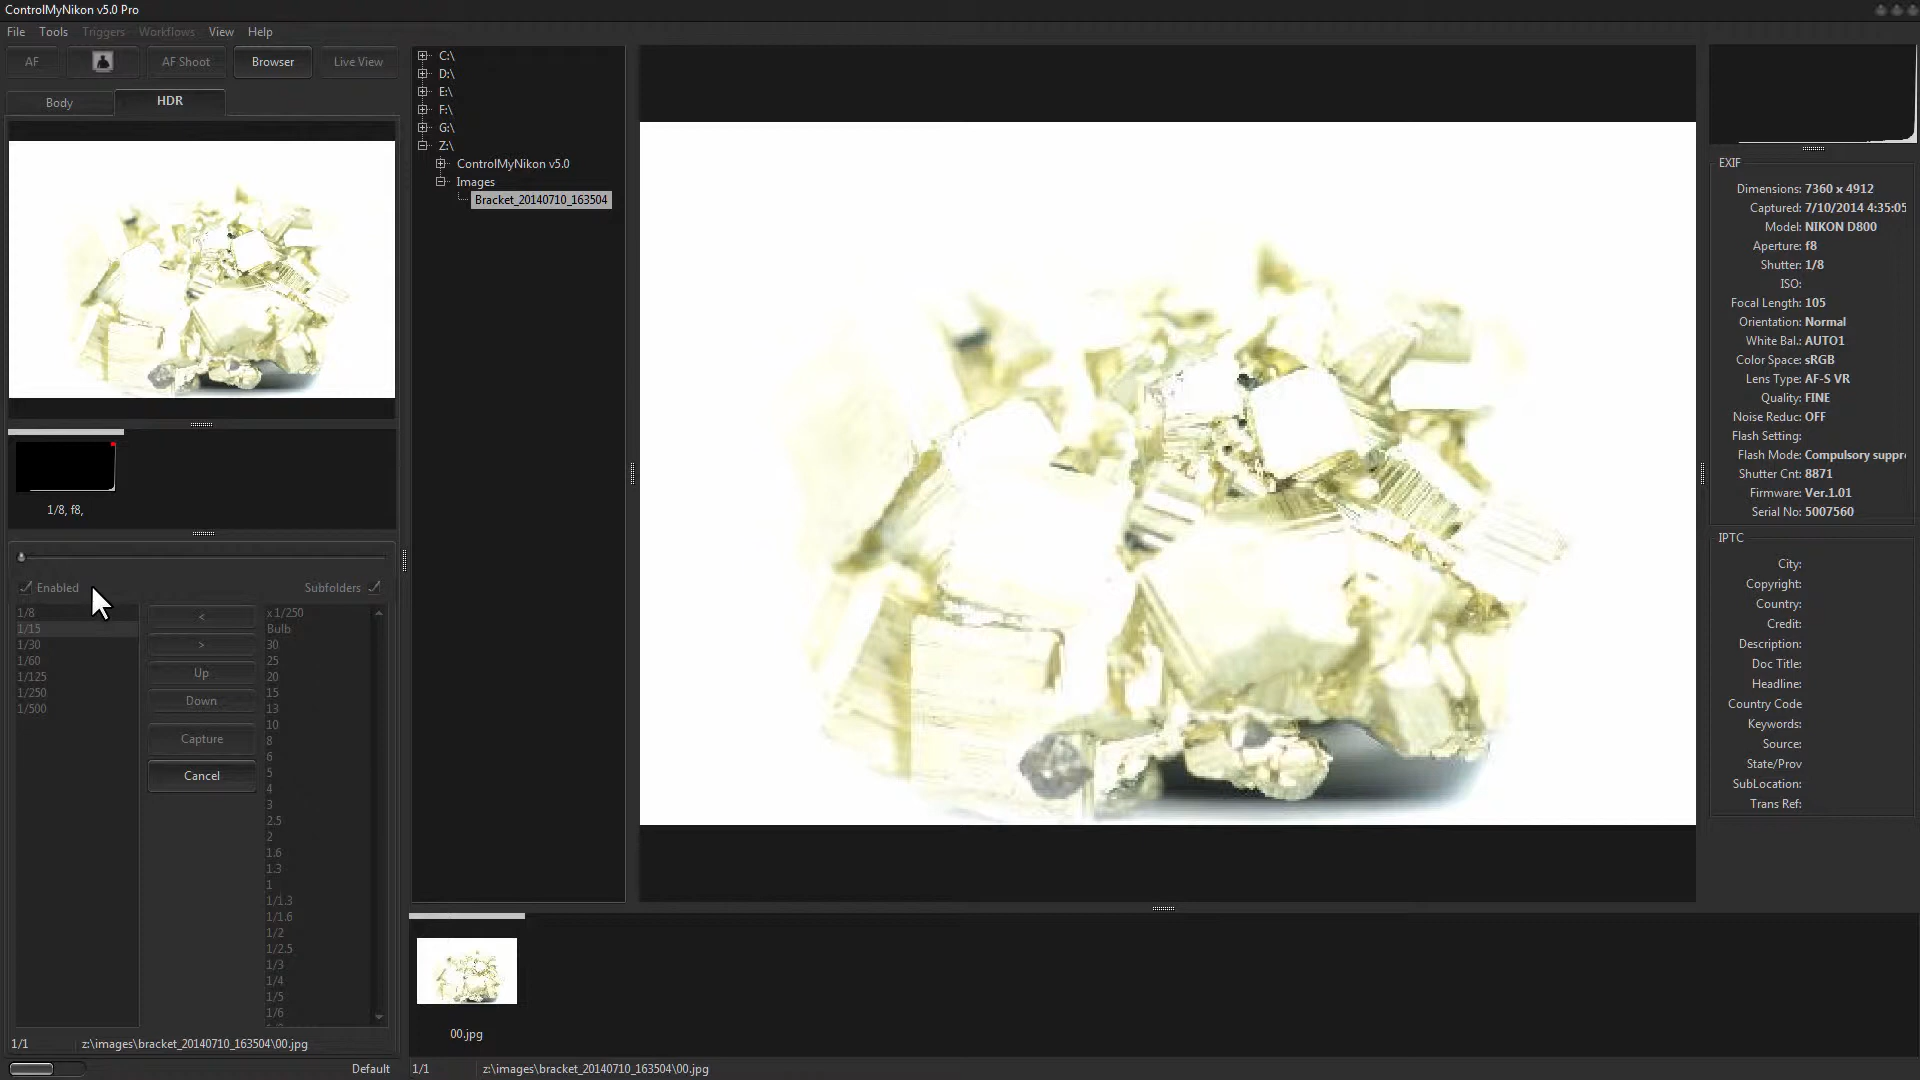 ControlMyNikon v5.0 Pro
File Tools Triggers Workflows View Help
AF AF Shoot Browser Live View
Body HDR
1/8, f8,
Enabled Subfolders
1/8
1/15
1/30
1/60
1/125
1/250
1/500
<
>
Up
Down
Capture
Cancel
x 1/250
Bulb
30
25
20
15
13
10
8
6
5
4
3
2.5
2
1.6
1.3
1
1/1.3
1/1.6
1/2
1/2.5
1/3
1/4
1/5
1/6
1/1 z:\images\bracket_20140710_163504\00.jpg
Default
C:\
D:\
E:\
F:\
G:\
Z:\
ControlMyNikon v5.0
Images
Bracket_20140710_163504
00.jpg
1/1 z:\images\bracket_20140710_163504\00.jpg
EXIF
Dimensions: 7360 x 4912
Captured: 7/10/2014 4:35:05
Model: NIKON D800
Aperture: f8
Shutter: 1/8
ISO:
Focal Length: 105
Orientation: Normal
White Bal.: AUTO1
Color Space: sRGB
Lens Type: AF-S VR
Quality: FINE
Noise Reduc: OFF
Flash Setting:
Flash Mode: Compulsory suppr
Shutter Cnt: 8871
Firmware: Ver.1.01
Serial No: 5007560
IPTC
City:
Copyright:
Country:
Credit:
Description:
Doc Title:
Headline:
Country Code
Keywords:
Source:
State/Prov
SubLocation:
Trans Ref: